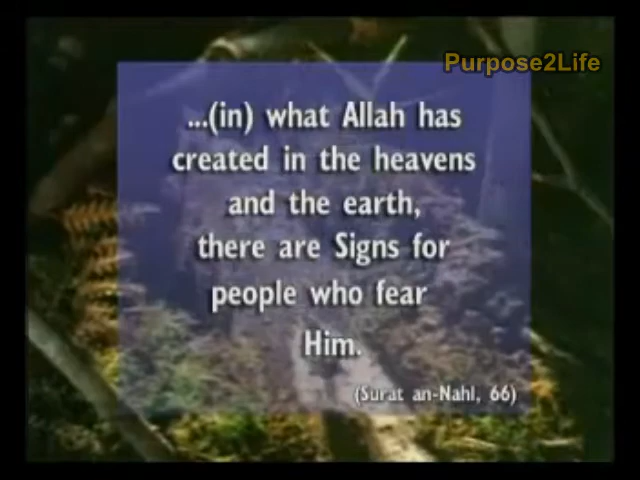 Purpose2Life
...(in) what Allah has
created in the heavens
and the earth,
there are Signs for
people who fear
Him.
(Surat an-Nahl, 66)